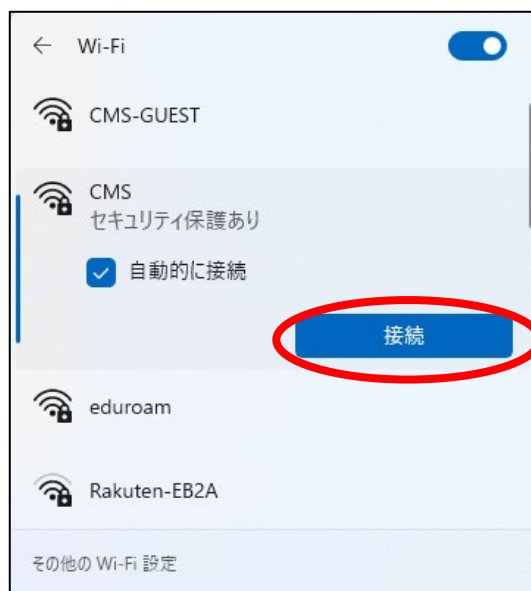 Wi-Fi
CMS-GUEST
CMS
セキュリティ保護あり
自動的に接続
接続
eduroam
Rakuten-EB2A
その他の Wi-Fi 設定